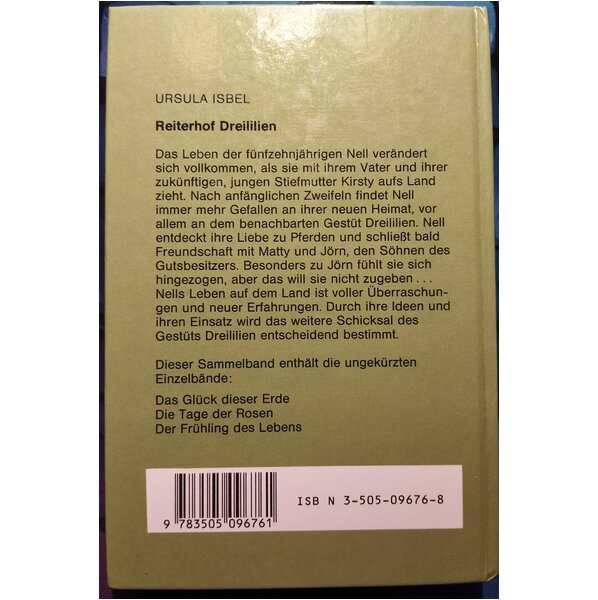 URSULA ISBEL
Reiterhof Dreililien
Das Leben der fünfzehnjährigen Nell verändert
sich vollkommen, als sie mit ihrem Vater und ihrer
zukünftigen, jungen Stiefmutter Kirsty aufs Land
zieht. Nach anfänglichen Zweifeln findet Nell
immer mehr Gefallen an ihrer neuen Heimat, vor
allem an dem benachbarten Gestüt Dreililien. Nell
entdeckt ihre Liebe zu Pferden und schließt bald
Freundschaft mit Matty und Jörn, den Söhnen des
Gutsbesitzers. Besonders zu Jörn fühlt sie sich
hingezogen, aber das will sie nicht zugeben ...
Nells Leben auf dem Land ist voller Überraschun-
gen und neuer Erfahrungen. Durch ihre Ideen und
ihren Einsatz wird das weitere Schicksal des
Gestüts Dreililien entscheidend bestimmt.
Dieser Sammelband enthält die ungekürzten
Einzelbände:
Das Glück dieser Erde
Die Tage der Rosen
Der Frühling des Lebens
ISB N 3-505-09676-8
9 783505 096761